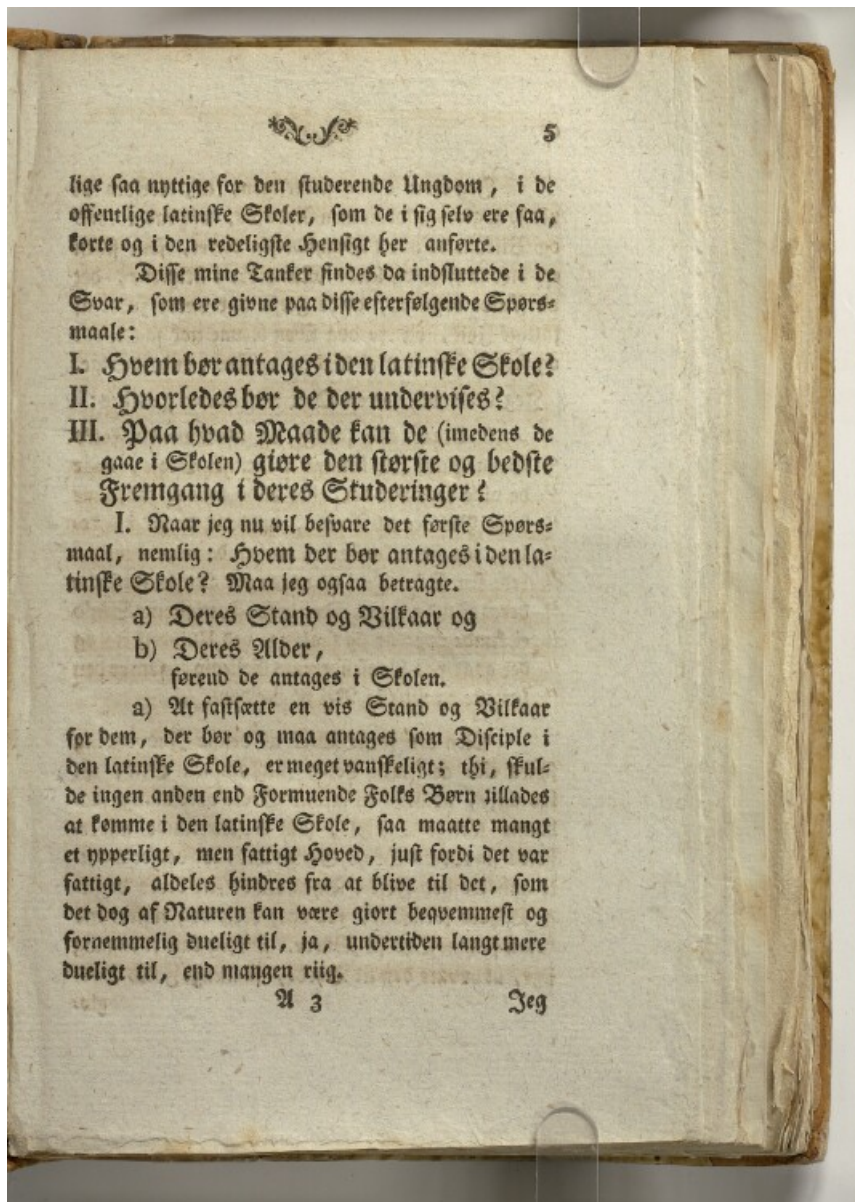 5
lige saa nyttige for den studerende Ungdom, i de
offentlige latinske Skoler, som de i sig selv ere saa,
korte og i den redeligste Hensigt her anførte.
Disse mine Tanker findes da indsluttede i de
Svar, som ere givne paa disse efterfølgende Spørs-
maale:
I. Hvem bør antages i den latinske Skole?
II. Hvorledes bør de der undervises?
III. Paa hvad Maade kan de (imedens de
gaae i Skolen) giøre den største og bedste
Fremgang i deres Studeringer?
I. Naar jeg nu vil besvare det første Spørs-
maal, nemlig: Hvem der bør antages i den la-
tinske Skole? Maa jeg ogsaa betragte.
a) Deres Stand og Vilkaar og
b) Deres Alder,
førend de antages i Skolen.
a) At fastsætte en vis Stand og Vilkaar
før dem, der bør og maa antages som Disciple i
den latinske Skole, er meget vanskeligt; thi, skul-
de ingen anden end Formuende Folks Børn tillades
at komme i den latinske Skole, saa maatte mangt
et ypperligt, men fattigt Hoved, just fordi det var
fattigt, aldeles hindres fra at blive til det, som
det dog af Naturen kan være giort beqvemmest og
fornemmelig dueligt til, ja, undertiden langt mere
dueligt til, end mangen riig.
A 3 Jeg